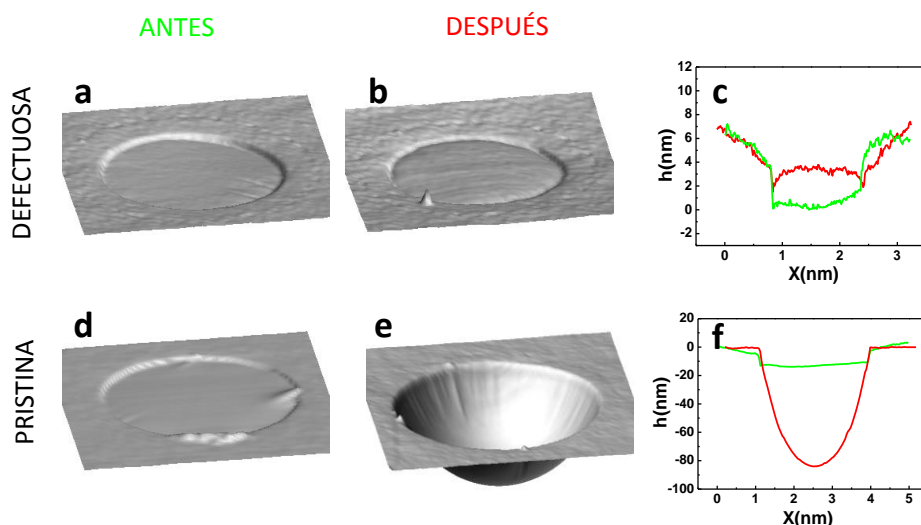 ANTES
DESPUÉS
DEFECTUOSA
a
b
c
12
10
8
6
4
2
0
-2
h(nm)
0
1
2
3
X(nm)
PRISTINA
d
e
f
20
0
-20
-40
-60
-80
-100
h(nm)
0
1
2
3
4
5
X(nm)